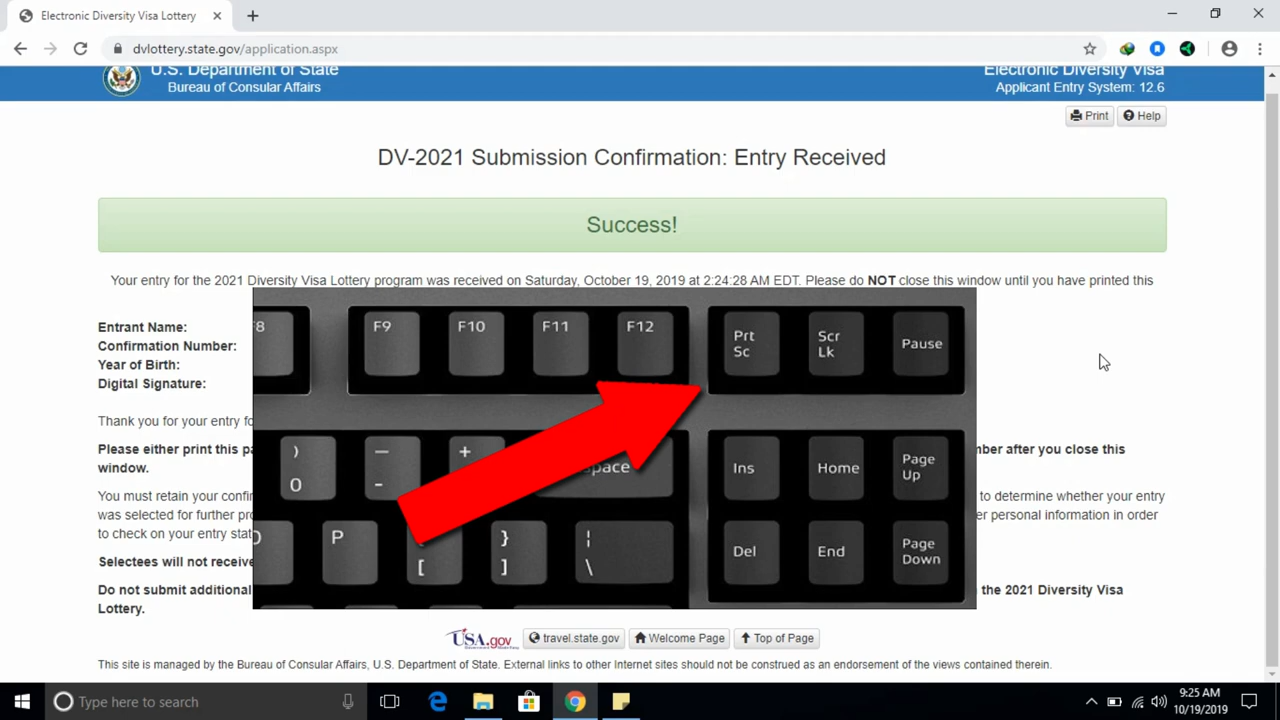 Electronic Diversity Visa Lottery
dvlottery.state.gov/application.aspx
U.S. Department of State
Bureau of Consular Affairs
Electronic Diversity Visa
Applicant Entry System: 12.6
Print Help
DV-2021 Submission Confirmation: Entry Received
Success!
Your entry for the 2021 Diversity Visa Lottery program was received on Saturday, October 19, 2019 at 2:24:28 AM EDT. Please do NOT close this window until you have printed this
Entrant Name:
Confirmation Number:
Year of Birth:
Digital Signature:
Thank you for your entry
Please either print this after you close this
window.
You must retain your to determine whether your entry
was selected for further personal information in order
to check on your entry
Selectees will not
Do not submit additional the 2021 Diversity Visa
Lottery.
F8 F9 F10 F11 F12 Prt Sc Scr Lk Pause
) 0 — - + Ins Home Page Up
P [ } ] ¦ \ Del End Page Down
USA.gov travel.state.gov Welcome Page Top of Page
This site is managed by the Bureau of Consular Affairs, U.S. Department of State. External links to other Internet sites should not be construed as an endorsement of the views contained therein.
Type here to search
9:25 AM
10/19/2019